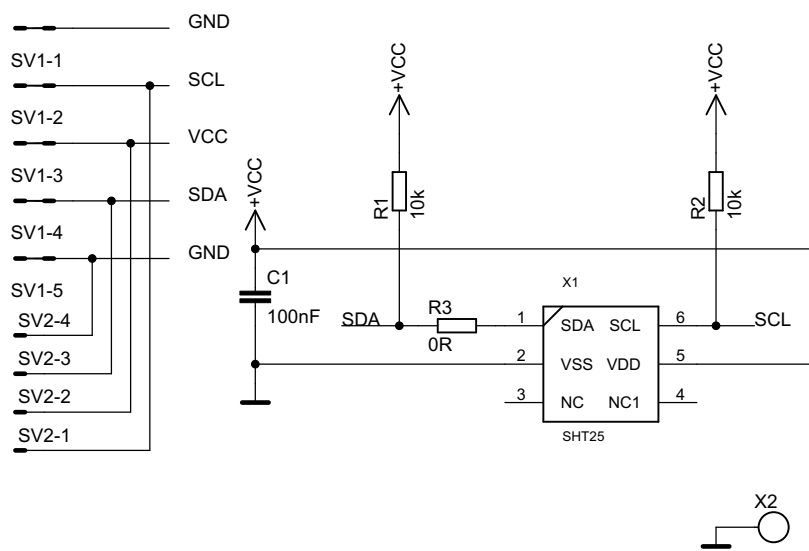 GND
SV1-1
SCL
SV1-2
VCC
SV1-3
SDA
SV1-4
GND
SV1-5
SV2-4
SV2-3
SV2-2
SV2-1
+VCC
C1
100nF
+VCC
R1
10k
+VCC
R2
10k
SDA
R3
0R
X1
1 SDA SCL 6
SCL
2 VSS VDD 5
3 NC NC1 4
SHT25
X2